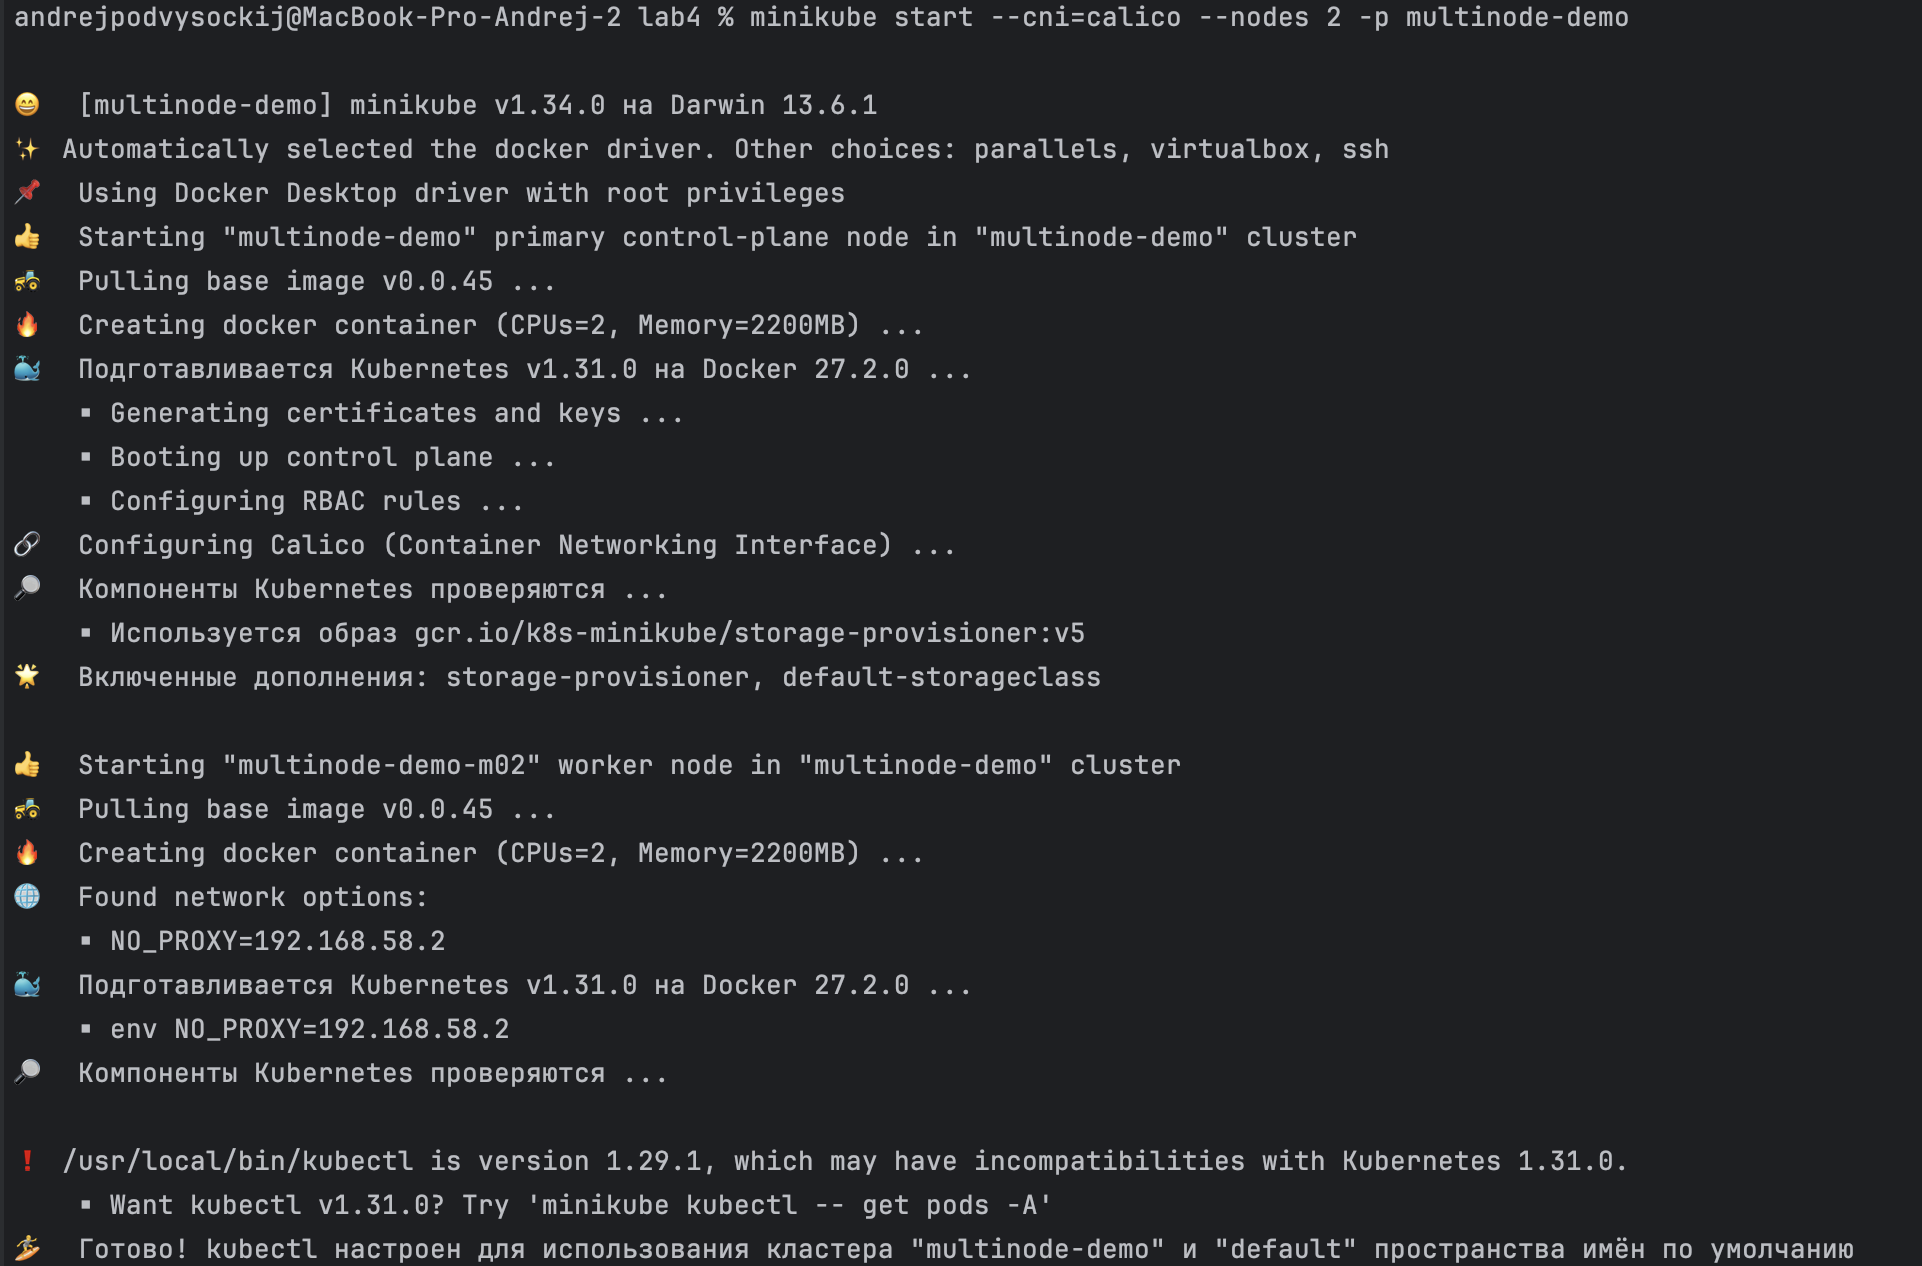 andrejpodvysockij@MacBook-Pro-Andrej-2 lab4 % minikube start --cni=calico --nodes 2 -p multinode-demo
😄 [multinode-demo] minikube v1.34.0 на Darwin 13.6.1
✨ Automatically selected the docker driver. Other choices: parallels, virtualbox, ssh
📌 Using Docker Desktop driver with root privileges
👍 Starting "multinode-demo" primary control-plane node in "multinode-demo" cluster
🚜 Pulling base image v0.0.45 ...
🔥 Creating docker container (CPUs=2, Memory=2200MB) ...
🐳 Подготавливается Kubernetes v1.31.0 на Docker 27.2.0 ...
▪ Generating certificates and keys ...
▪ Booting up control plane ...
▪ Configuring RBAC rules ...
🔗 Configuring Calico (Container Networking Interface) ...
🔎 Компоненты Kubernetes проверяются ...
▪ Используется образ gcr.io/k8s-minikube/storage-provisioner:v5
🌟 Включенные дополнения: storage-provisioner, default-storageclass
👍 Starting "multinode-demo-m02" worker node in "multinode-demo" cluster
🚜 Pulling base image v0.0.45 ...
🔥 Creating docker container (CPUs=2, Memory=2200MB) ...
🌐 Found network options:
▪ NO_PROXY=192.168.58.2
🐳 Подготавливается Kubernetes v1.31.0 на Docker 27.2.0 ...
▪ env NO_PROXY=192.168.58.2
🔎 Компоненты Kubernetes проверяются ...
❗ /usr/local/bin/kubectl is version 1.29.1, which may have incompatibilities with Kubernetes 1.31.0.
▪ Want kubectl v1.31.0? Try 'minikube kubectl -- get pods -A'
🏄 Готово! kubectl настроен для использования кластера "multinode-demo" и "default" пространства имён по умолчанию